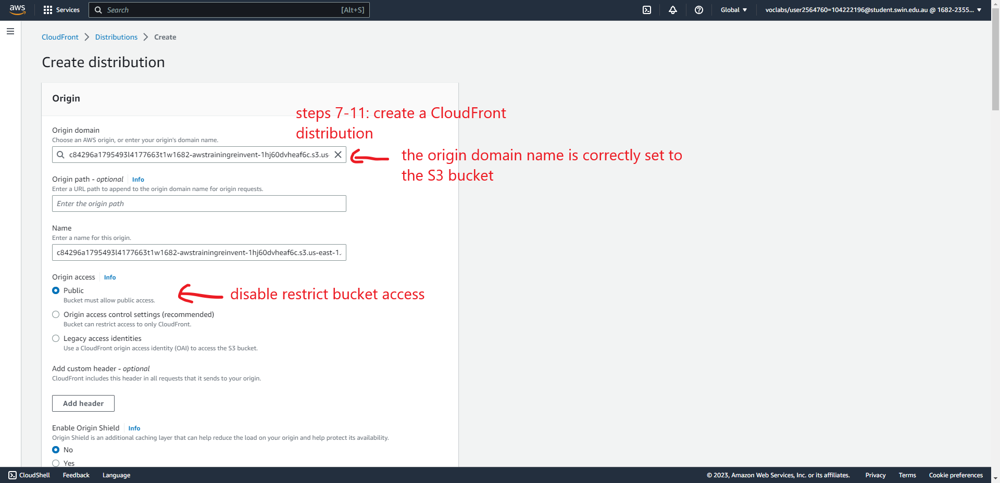 aws
Services
Search
[Alt+S]
Global
voclabs/user2564760=104222196@student.swin.edu.au @ 1682-2355...
CloudFront
Distributions
Create
Create distribution
Origin
steps 7-11: create a CloudFront
distribution
Origin domain
Choose an AWS origin, or enter your origin's domain name.
c84296a1795493l4177663t1w1682-awstrainingreinvent-1hj60dvheaf6c.s3.us-
the origin domain name is correctly set to
the S3 bucket
Origin path - optional
Info
Enter a URL path to append to the origin domain name for origin requests.
Enter the origin path
Name
Enter a name for this origin.
c84296a1795493l4177663t1w1682-awstrainingreinvent-1hj60dvheaf6c.s3.us-east-1.
Origin access
Info
Public
Bucket must allow public access.
disable restrict bucket access
Origin access control settings (recommended)
Bucket can restrict access to only CloudFront.
Legacy access identities
Use a CloudFront origin access identity (OAI) to access the S3 bucket.
Add custom header - optional
CloudFront includes this header in all requests that it sends to your origin.
Add header
Enable Origin Shield
Info
Origin Shield is an additional caching layer that can help reduce the load on your origin and help protect its availability.
No
Yes
CloudShell
Feedback
Language
© 2023, Amazon Web Services, Inc. or its affiliates.
Privacy
Terms
Cookie preferences